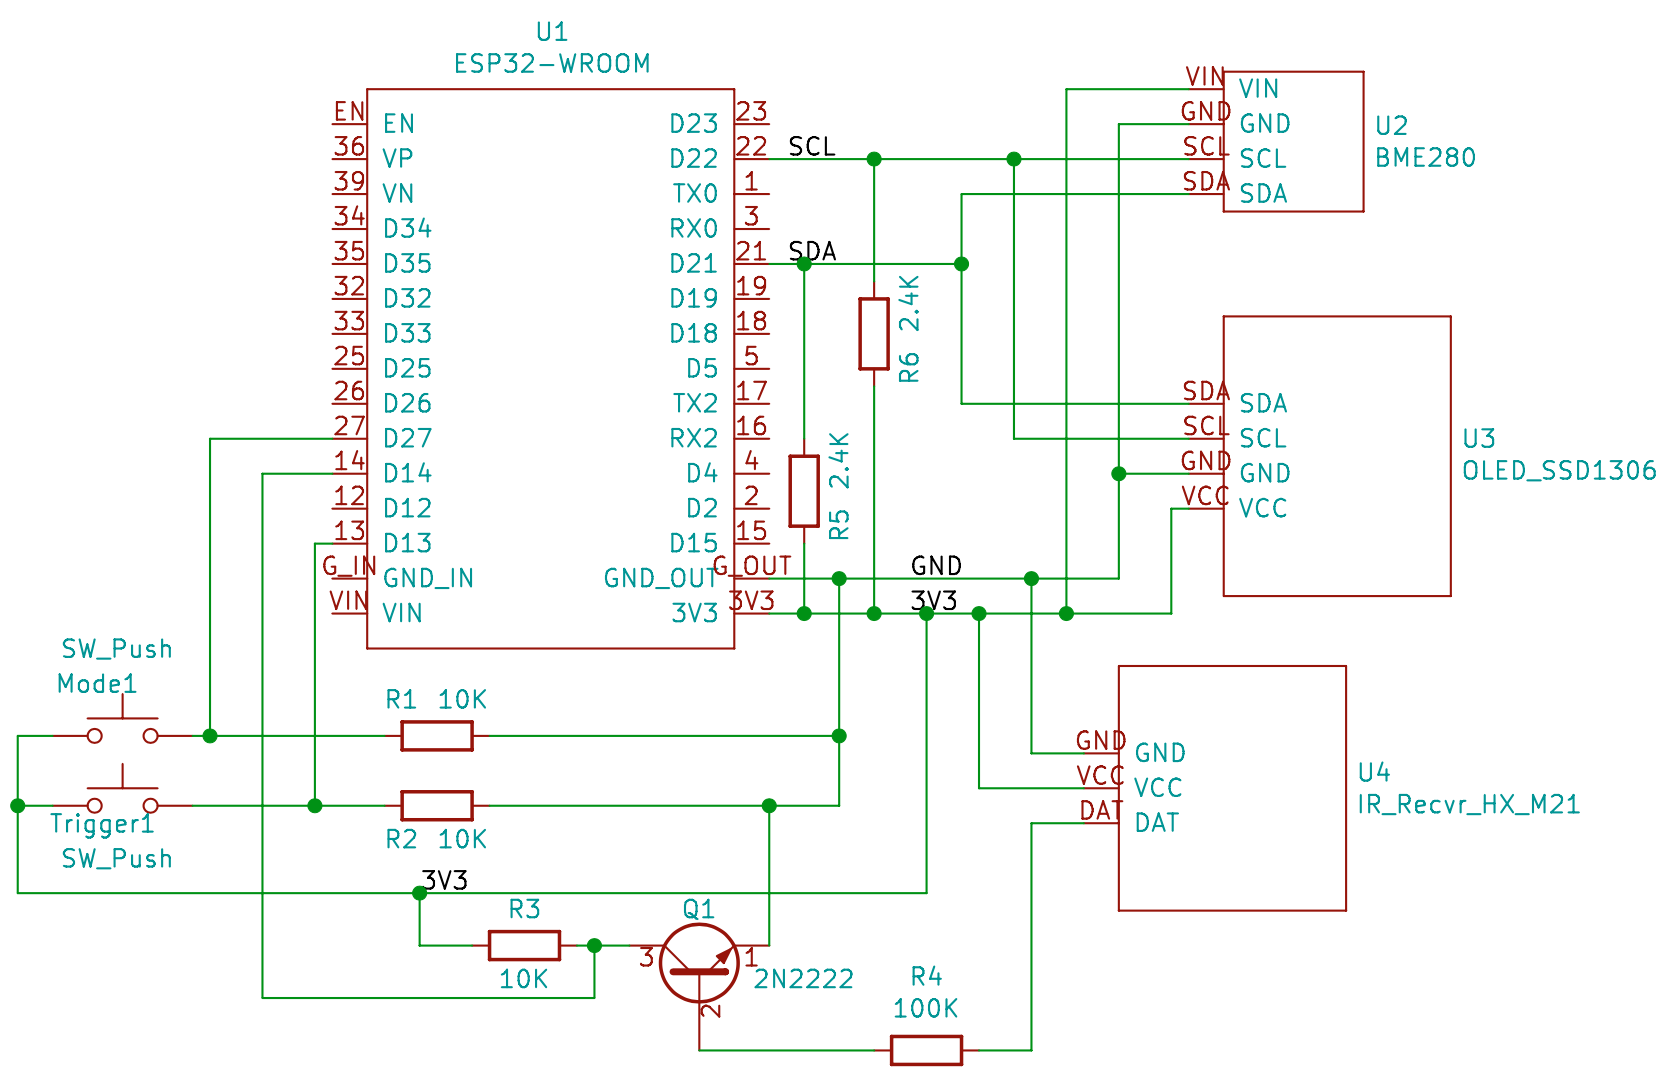 U1
ESP32-WROOM
EN EN
36 VP
39 VN
34 D34
35 D35
32 D32
33 D33
25 D25
26 D26
27 D27
14 D14
12 D12
13 D13
G_IN GND_IN
VIN VIN
D23 23
D22 22
TX0 1
RX0 3
D21 21
D19 19
D18 18
D5 5
TX2 17
RX2 16
D4 4
D2 2
D15 15
GND_OUT G_OUT
3V3 3V3
SCL
SDA
R6 2.4K
R5 2.4K
GND
3V3
VIN VIN
GND GND
SCL SCL
SDA SDA
U2
BME280
SDA SDA
SCL SCL
GND GND
VCC VCC
U3
OLED_SSD1306
GND GND
VCC VCC
DAT DAT
U4
IR_Recvr_HX_M21
SW_Push
Mode1
Trigger1
SW_Push
R1 10K
R2 10K
3V3
R3
10K
Q1
3
1
2
2N2222
R4
100K